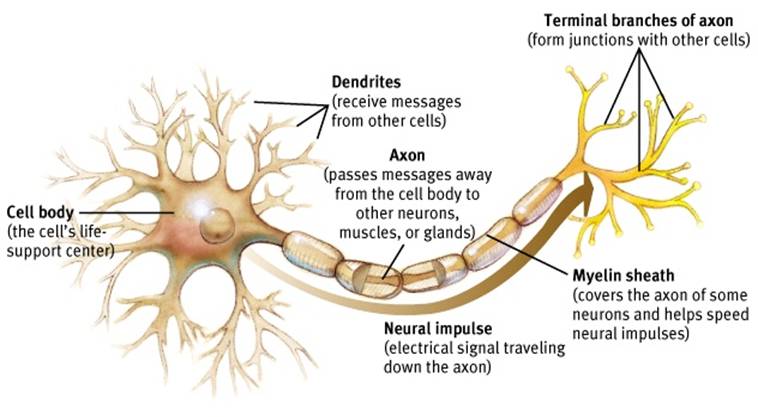 Terminal branches of axon
(form junctions with other cells)
Dendrites
(receive messages
from other cells)
Axon
(passes messages away
from the cell body to
other neurons,
muscles, or glands)
Cell body
(the cell's life-
support center)
Myelin sheath
(covers the axon of some
neurons and helps speed
neural impulses)
Neural impulse
(electrical signal traveling
down the axon)